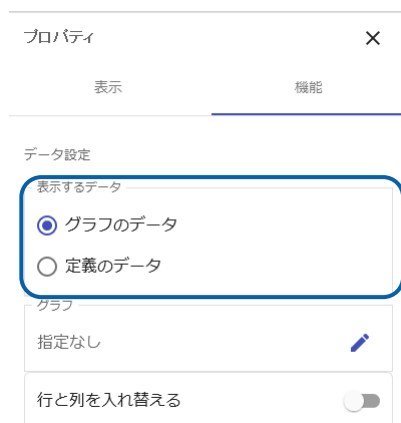 プロパティ
表示
機能
データ設定
表示するデータ
グラフのデータ
定義のデータ
グラフ
指定なし
行と列を入れ替える